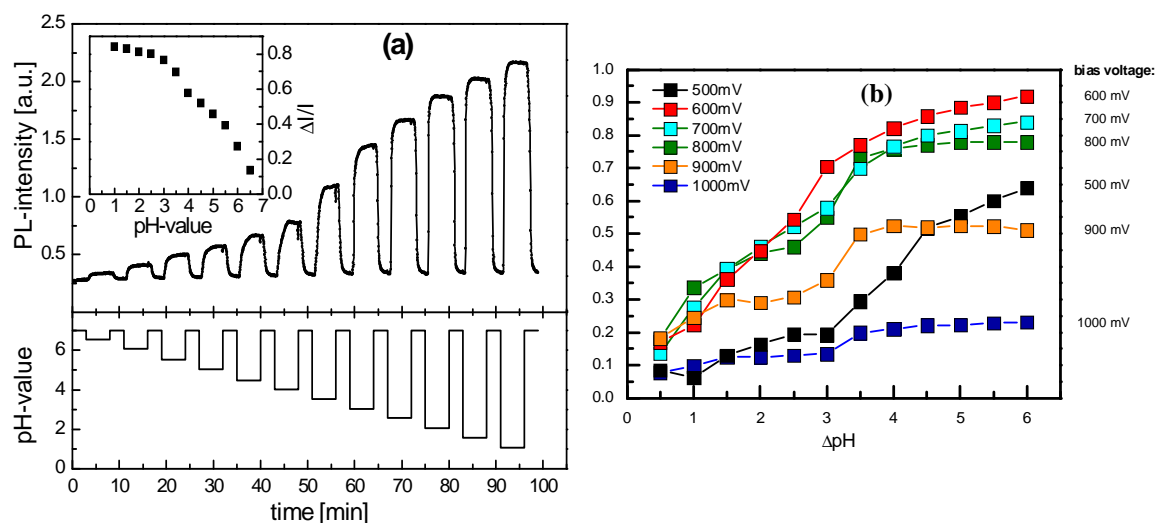 (a)
PL-intensity [a.u.]
2.5
2.0
1.5
1.0
0.5
0.8
0.6
0.4
0.2
0.0
ΔI/I
0 1 2 3 4 5 6 7
pH-value
pH-value
6
4
2
0
0 10 20 30 40 50 60 70 80 90 100
time [min]
(b)
500mV
600mV
700mV
800mV
900mV
1000mV
1.0
0.9
0.8
0.7
0.6
0.5
0.4
0.3
0.2
0.1
0.0
0 1 2 3 4 5 6
ΔpH
bias voltage:
600 mV
700 mV
800 mV
500 mV
900 mV
1000 mV